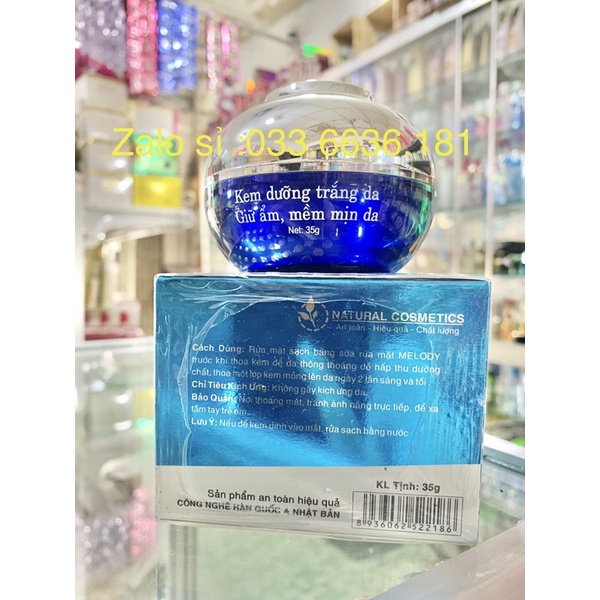 Zalo sỉ :033.6636.181
Kem dưỡng trắng da
Giữ ẩm, mềm mịn da
Net: 35g
NATURAL COSMETICS
An toàn - Hiệu quả - Chất lượng
Cách Dùng: Rửa mặt sạch bằng sữa rửa mặt MELODY
trước khi thoa kem để da thông thoáng dễ hấp thu dưỡng
chất, thoa một lớp kem mỏng lên da ngày 2 lần sáng và tối
Chỉ Tiêu Kích Ứng: Không gây kích ứng da.
Bảo Quản: Nơi thoáng mát, tránh ánh nắng trực tiếp, để xa
tầm tay trẻ em...
Lưu Ý: Nếu để kem dính vào mắt, rửa sạch bằng nước
KL Tịnh: 35g
Sản phẩm an toàn hiệu quả
CÔNG NGHỆ HÀN QUỐC & NHẬT BẢN
8 936062 522186